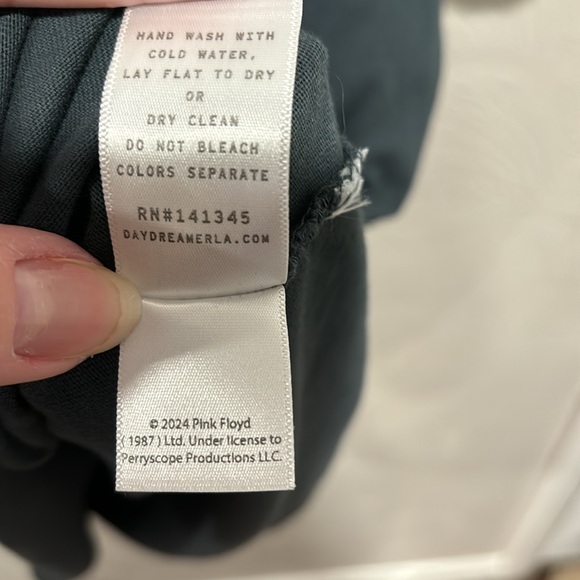 HAND WASH WITH
COLD WATER,
LAY FLAT TO DRY
OR
DRY CLEAN
DO NOT BLEACH
COLORS SEPARATE
RN#141345
DAYDREAMERLA.COM
© 2024 Pink Floyd
(1987) Ltd. Under license to
Perryscope Productions LLC.